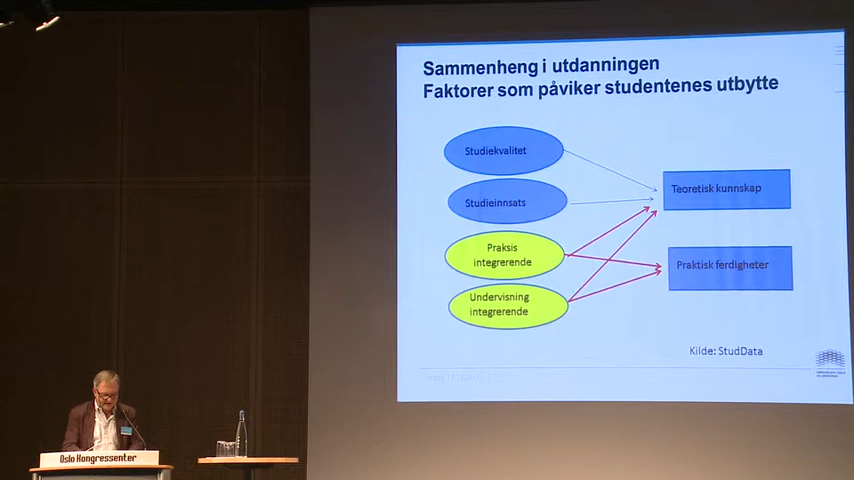 Sammenheng i utdanningen
Faktorer som påviker studentenes utbytte
Studiekvalitet
Studieinnsats
Praksis
integrerende
Undervisning
integrerende
Teoretisk kunnskap
Praktisk ferdigheter
Kilde: StudData
Oslo Kongressenter